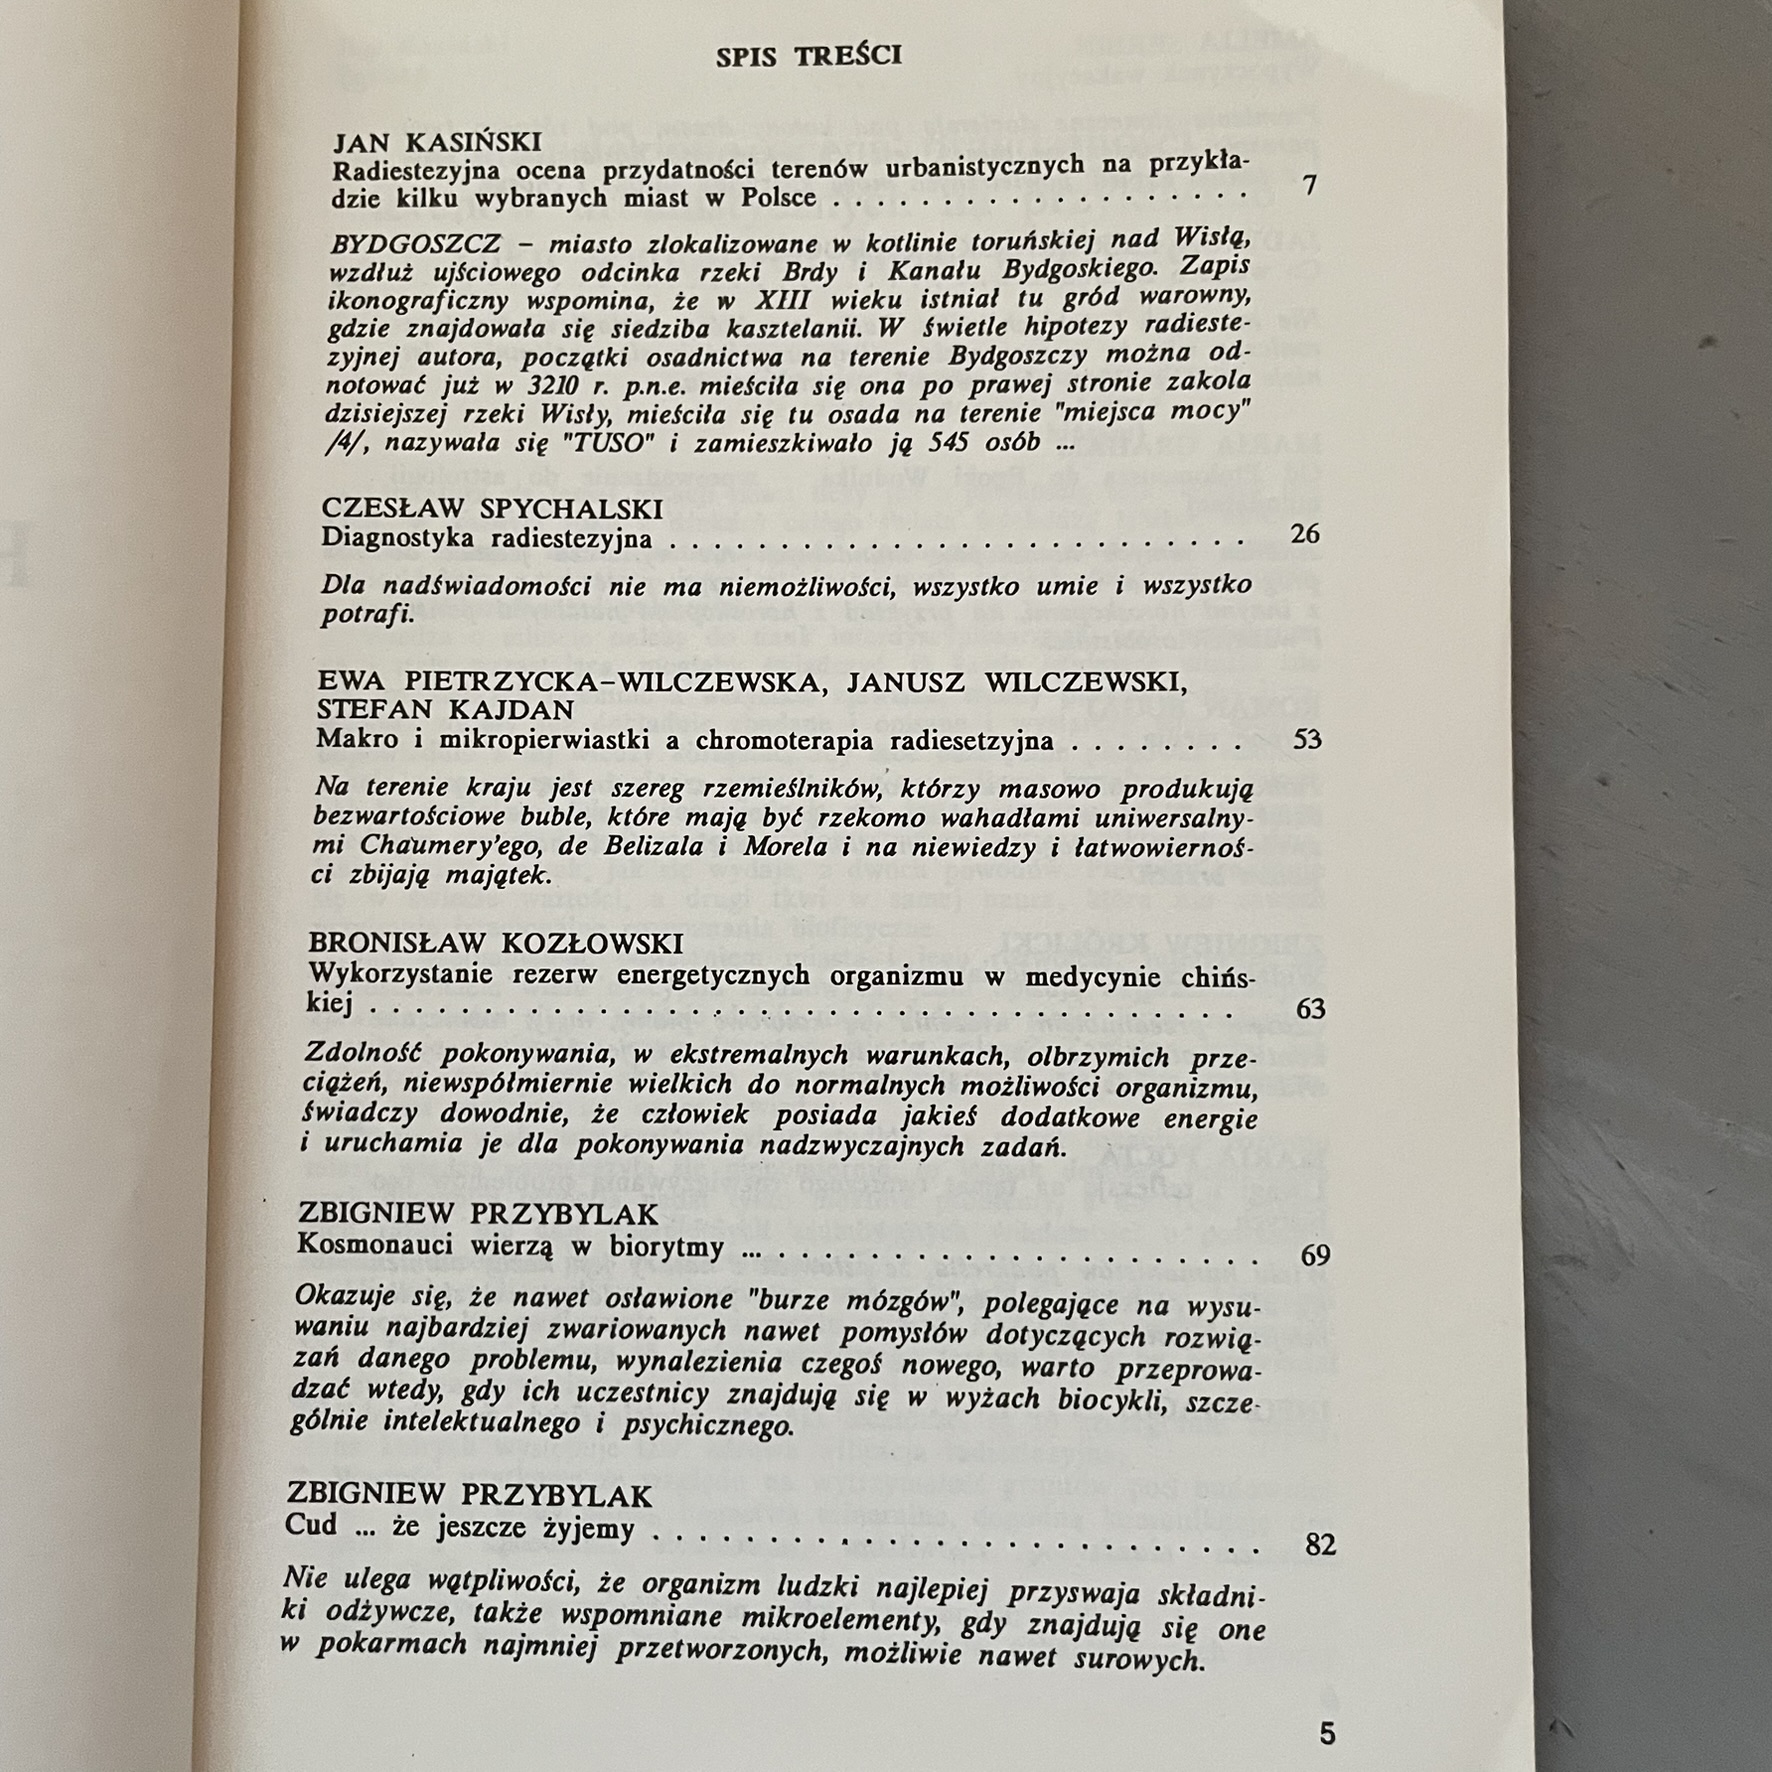 SPIS TREŚCI
JAN KASIŃSKI
Radiestezyjna ocena przydatności terenów urbanistycznych na przykła-
dzie kilku wybranych miast w Polsce . . . . . . . . . . . . . . . . . . . 7
BYDGOSZCZ – miasto zlokalizowane w kotlinie toruńskiej nad Wisłą,
wzdłuż ujściowego odcinka rzeki Brdy i Kanału Bydgoskiego. Zapis
ikonograficzny wspomina, że w XIII wieku istniał tu gród warowny,
gdzie znajdowała się siedziba kasztelanii. W świetle hipotezy radieste-
zyjnej autora, początki osadnictwa na terenie Bydgoszczy można od-
notować już w 3210 r. p.n.e. mieściła się ona po prawej stronie zakola
dzisiejszej rzeki Wisły, mieściła się tu osada na terenie "miejsca mocy"
/4/, nazywała się "TUSO" i zamieszkiwało ją 545 osób ...
CZESŁAW SPYCHALSKI
Diagnostyka radiestezyjna . . . . . . . . . . . . . . . . . . . . . . . . . . 26
Dla nadświadomości nie ma niemożliwości, wszystko umie i wszystko
potrafi.
EWA PIETRZYCKA–WILCZEWSKA, JANUSZ WILCZEWSKI,
STEFAN KAJDAN
Makro i mikropierwiastki a chromoterapia radiesetzyjna . . . . . . . . 53
Na terenie kraju jest szereg rzemieślników, którzy masowo produkują
bezwartościowe buble, które mają być rzekomo wahadłami uniwersalny-
mi Chaumery'ego, de Belizala i Morela i na niewiedzy i łatwowiernoś-
ci zbijają majątek.
BRONISŁAW KOZŁOWSKI
Wykorzystanie rezerw energetycznych organizmu w medycynie chińs-
kiej . . . . . . . . . . . . . . . . . . . . . . . . . . . . . . . . . . . . . . 63
Zdolność pokonywania, w ekstremalnych warunkach, olbrzymich prze-
ciążeń, niewspółmiernie wielkich do normalnych możliwości organizmu,
świadczy dowodnie, że człowiek posiada jakieś dodatkowe energie
i uruchamia je dla pokonywania nadzwyczajnych zadań.
ZBIGNIEW PRZYBYLAK
Kosmonauci wierzą w biorytmy ... . . . . . . . . . . . . . . . . . . . . . 69
Okazuje się, że nawet osławione "burze mózgów", polegające na wysu-
waniu najbardziej zwariowanych nawet pomysłów dotyczących rozwią-
zań danego problemu, wynalezienia czegoś nowego, warto przeprowa-
dzać wtedy, gdy ich uczestnicy znajdują się w wyżach biocykli, szcze-
gólnie intelektualnego i psychicznego.
ZBIGNIEW PRZYBYLAK
Cud ... że jeszcze żyjemy . . . . . . . . . . . . . . . . . . . . . . . . . . 82
Nie ulega wątpliwości, że organizm ludzki najlepiej przyswaja składni-
ki odżywcze, także wspomniane mikroelementy, gdy znajdują się one
w pokarmach najmniej przetworzonych, możliwie nawet surowych.
5